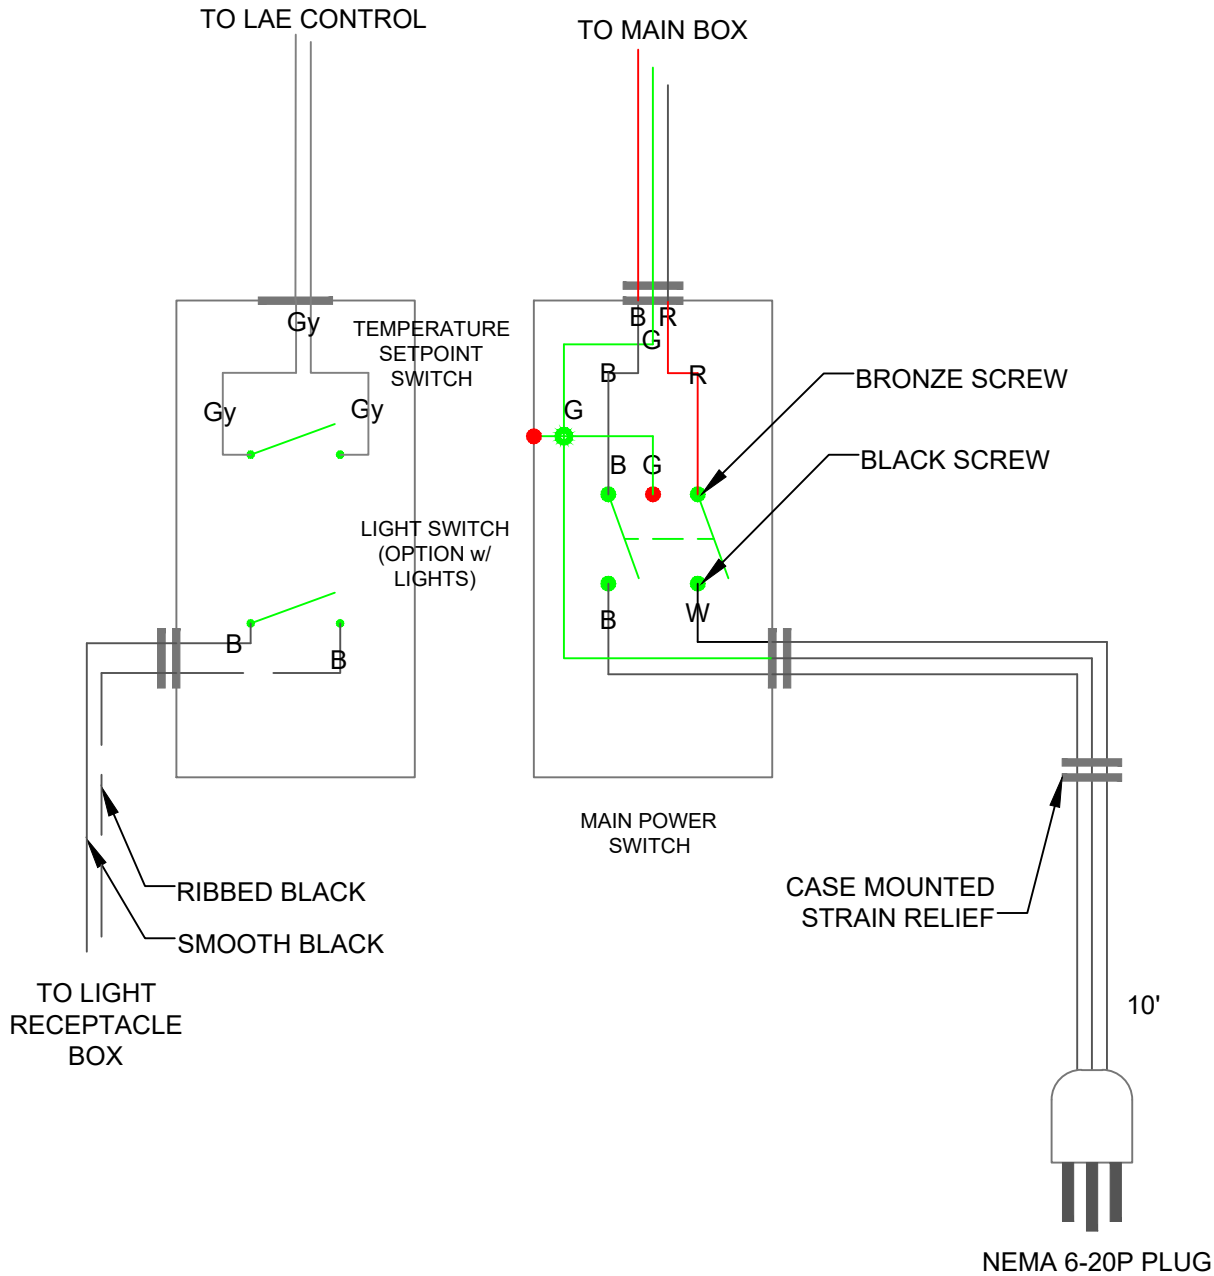 TO LAE CONTROL
TO MAIN BOX
Gy
TEMPERATURE
SETPOINT
SWITCH
Gy
Gy
B
R
G
B
R
G
B
G
BRONZE SCREW
BLACK SCREW
LIGHT SWITCH
(OPTION w/
LIGHTS)
B
B
B
W
MAIN POWER
SWITCH
RIBBED BLACK
SMOOTH BLACK
CASE MOUNTED
STRAIN RELIEF
TO LIGHT
RECEPTACLE
BOX
10'
NEMA 6-20P PLUG